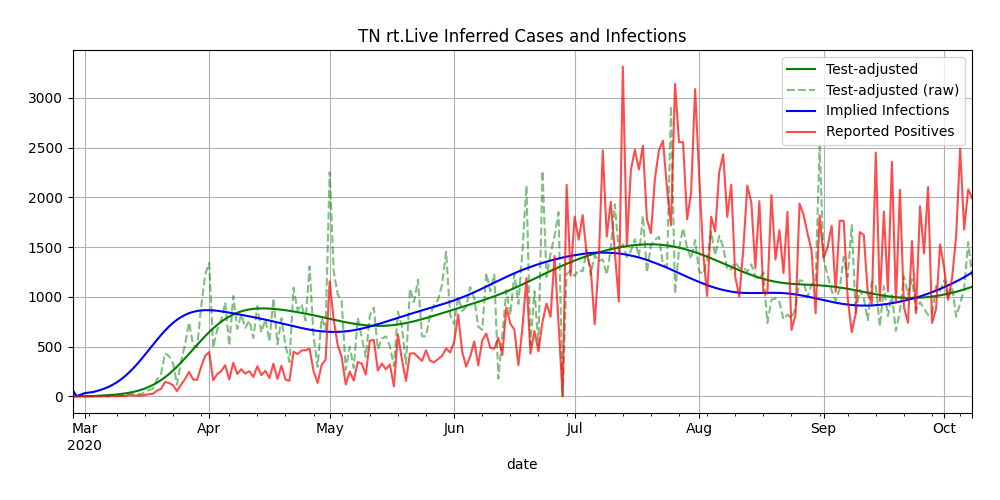 TN rt.Live Inferred Cases and Infections
Test-adjusted
Test-adjusted (raw)
Implied Infections
Reported Positives
3000
2500
2000
1500
1000
500
0
Mar Apr May Jun Jul Aug Sep Oct
2020
date